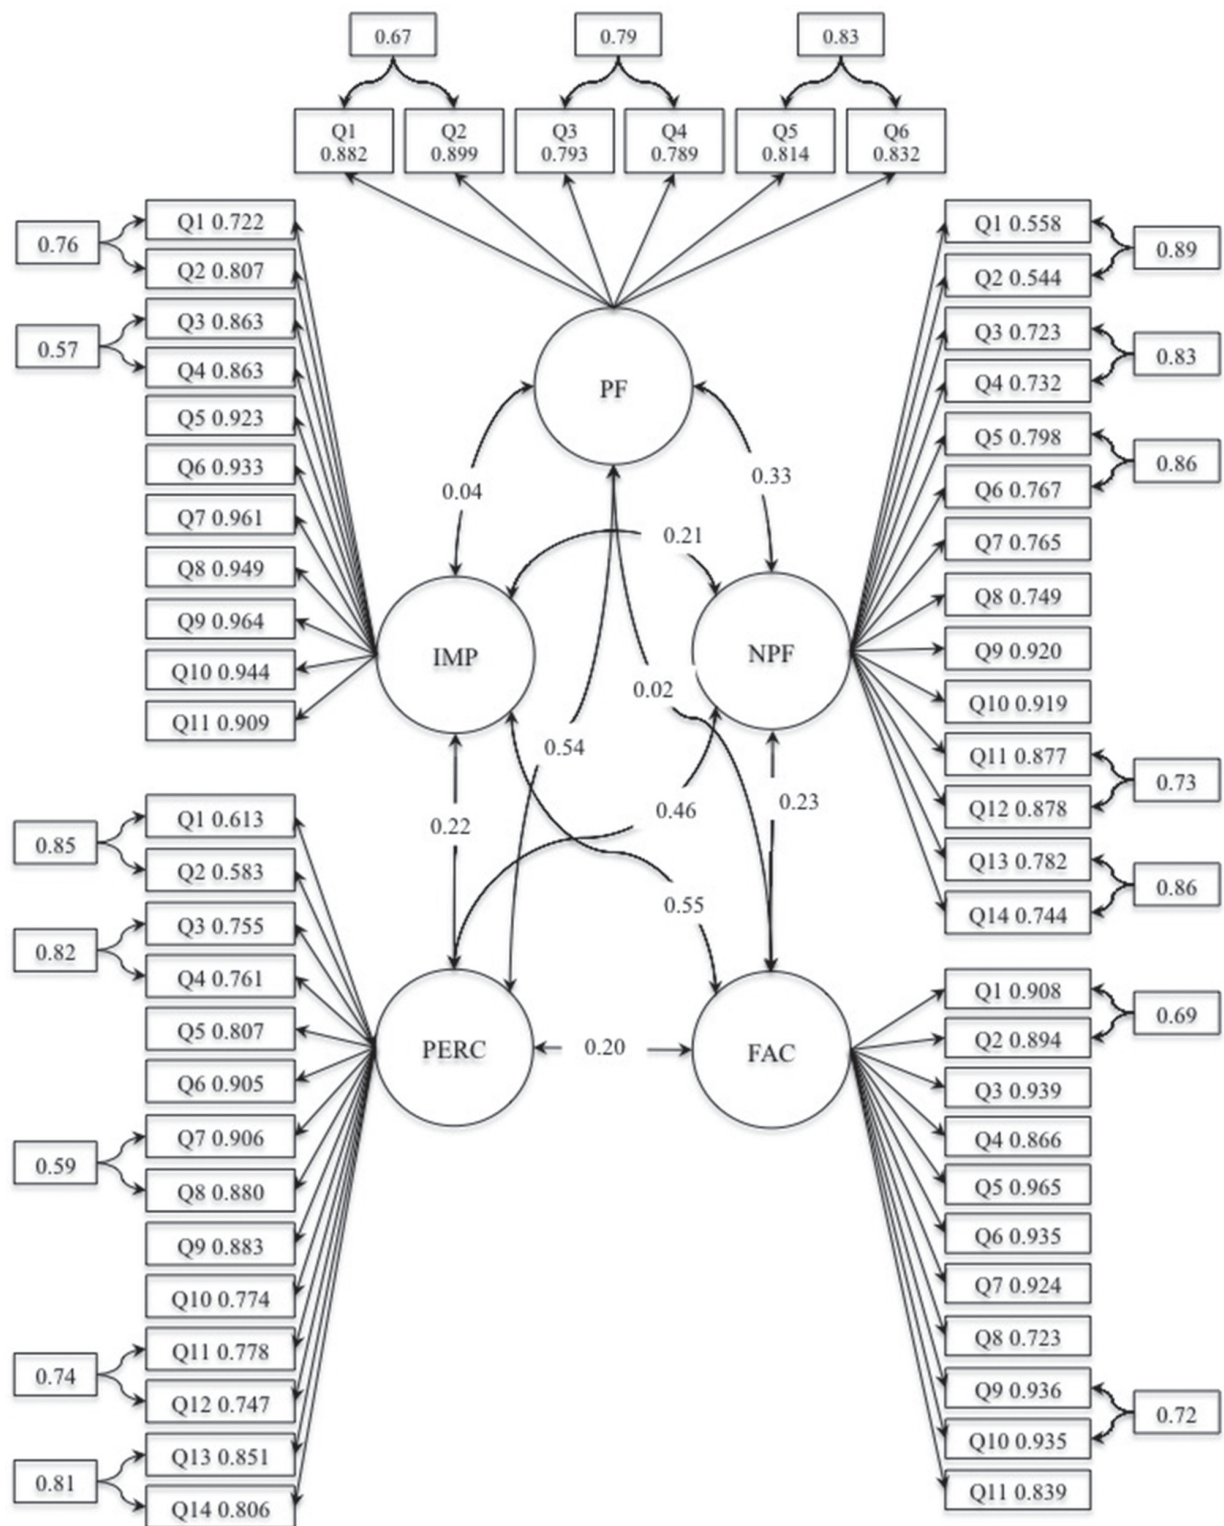 0.67
0.79
0.83
Q1
0.882
Q2
0.899
Q3
0.793
Q4
0.789
Q5
0.814
Q6
0.832
0.76
0.57
Q1 0.722
Q2 0.807
Q3 0.863
Q4 0.863
Q5 0.923
Q6 0.933
Q7 0.961
Q8 0.949
Q9 0.964
Q10 0.944
Q11 0.909
PF
0.04
0.33
0.21
IMP
NPF
0.02
0.54
0.46
0.23
0.22
0.55
PERC
0.20
FAC
Q1 0.558
Q2 0.544
Q3 0.723
Q4 0.732
Q5 0.798
Q6 0.767
Q7 0.765
Q8 0.749
Q9 0.920
Q10 0.919
Q11 0.877
Q12 0.878
Q13 0.782
Q14 0.744
0.89
0.83
0.86
0.73
0.86
0.85
0.82
0.59
0.74
0.81
Q1 0.613
Q2 0.583
Q3 0.755
Q4 0.761
Q5 0.807
Q6 0.905
Q7 0.906
Q8 0.880
Q9 0.883
Q10 0.774
Q11 0.778
Q12 0.747
Q13 0.851
Q14 0.806
Q1 0.908
Q2 0.894
Q3 0.939
Q4 0.866
Q5 0.965
Q6 0.935
Q7 0.924
Q8 0.723
Q9 0.936
Q10 0.935
Q11 0.839
0.69
0.72